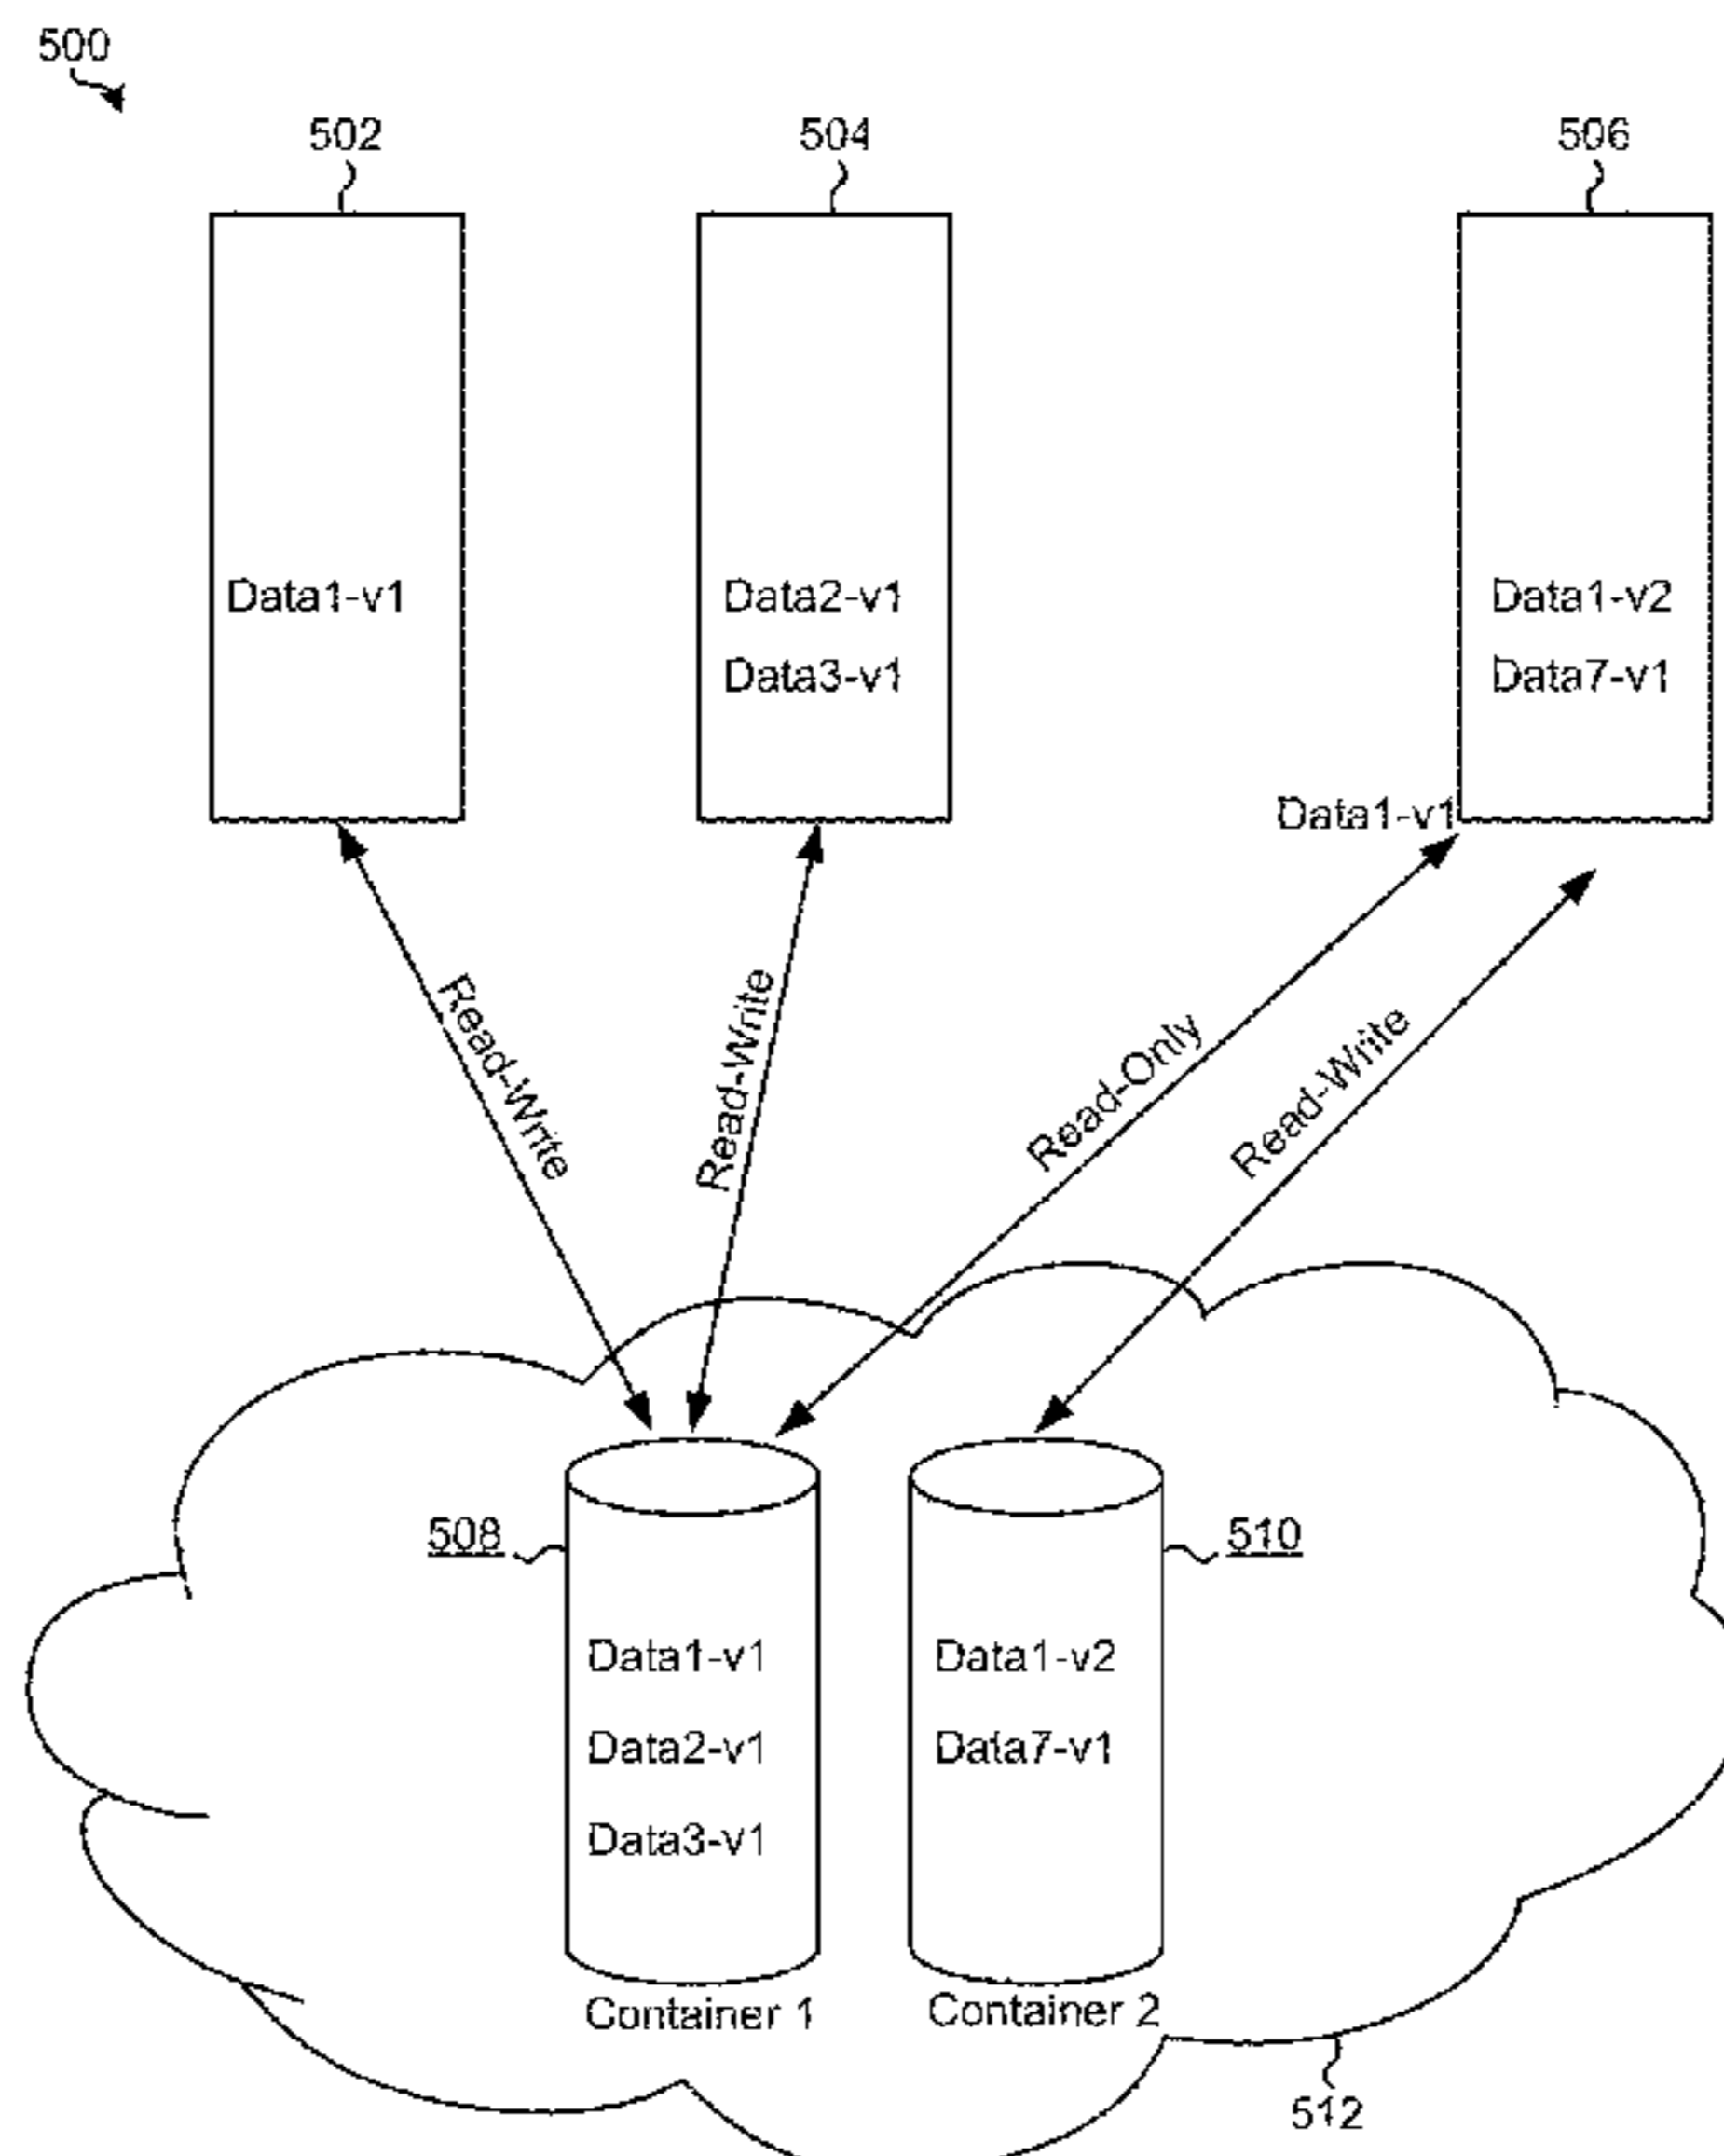 500
502
504
506
Data1-v1
Data2-v1
Data3-v1
Data1-v2
Data7-v1
Data1-v1
Read-Write
Read-Write
Read-Only
Read-Write
508
510
Data1-v1
Data2-v1
Data3-v1
Data1-v2
Data7-v1
Container 1
Container 2
512